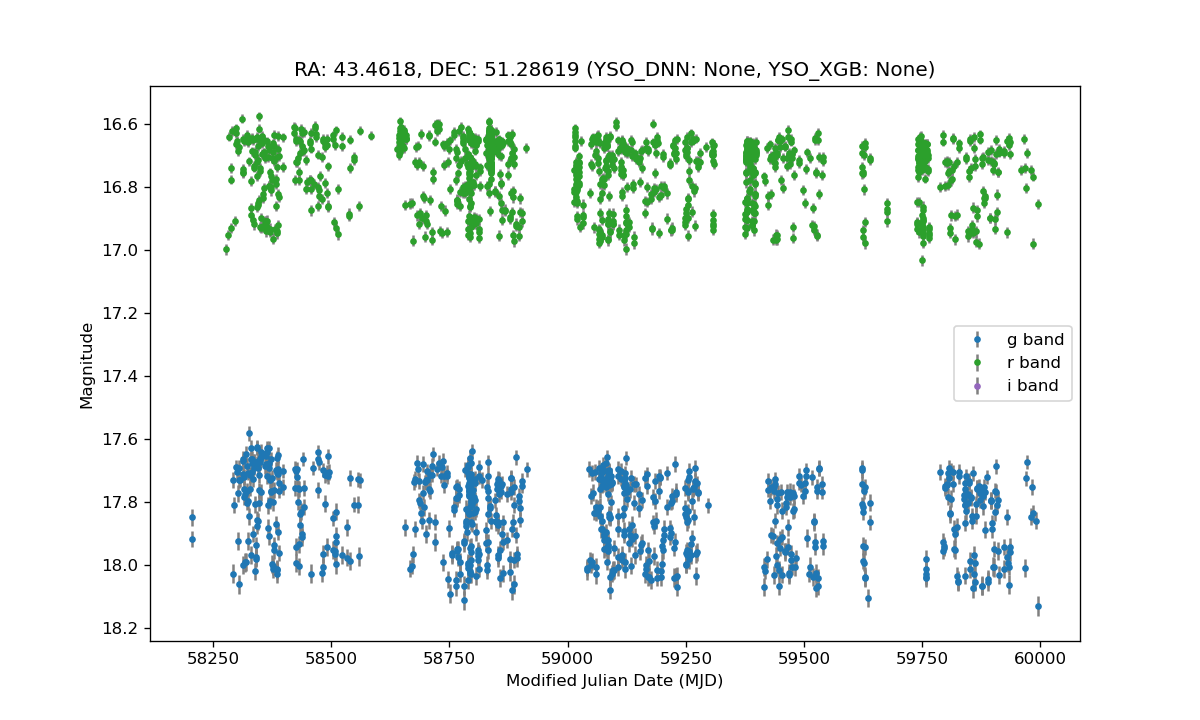 RA: 43.4618, DEC: 51.28619 (YSO_DNN: None, YSO_XGB: None)
16.6
16.8
17.0
17.2
17.4
17.6
17.8
18.0
18.2
Magnitude
g band
r band
i band
58250
58500
58750
59000
59250
59500
59750
60000
Modified Julian Date (MJD)